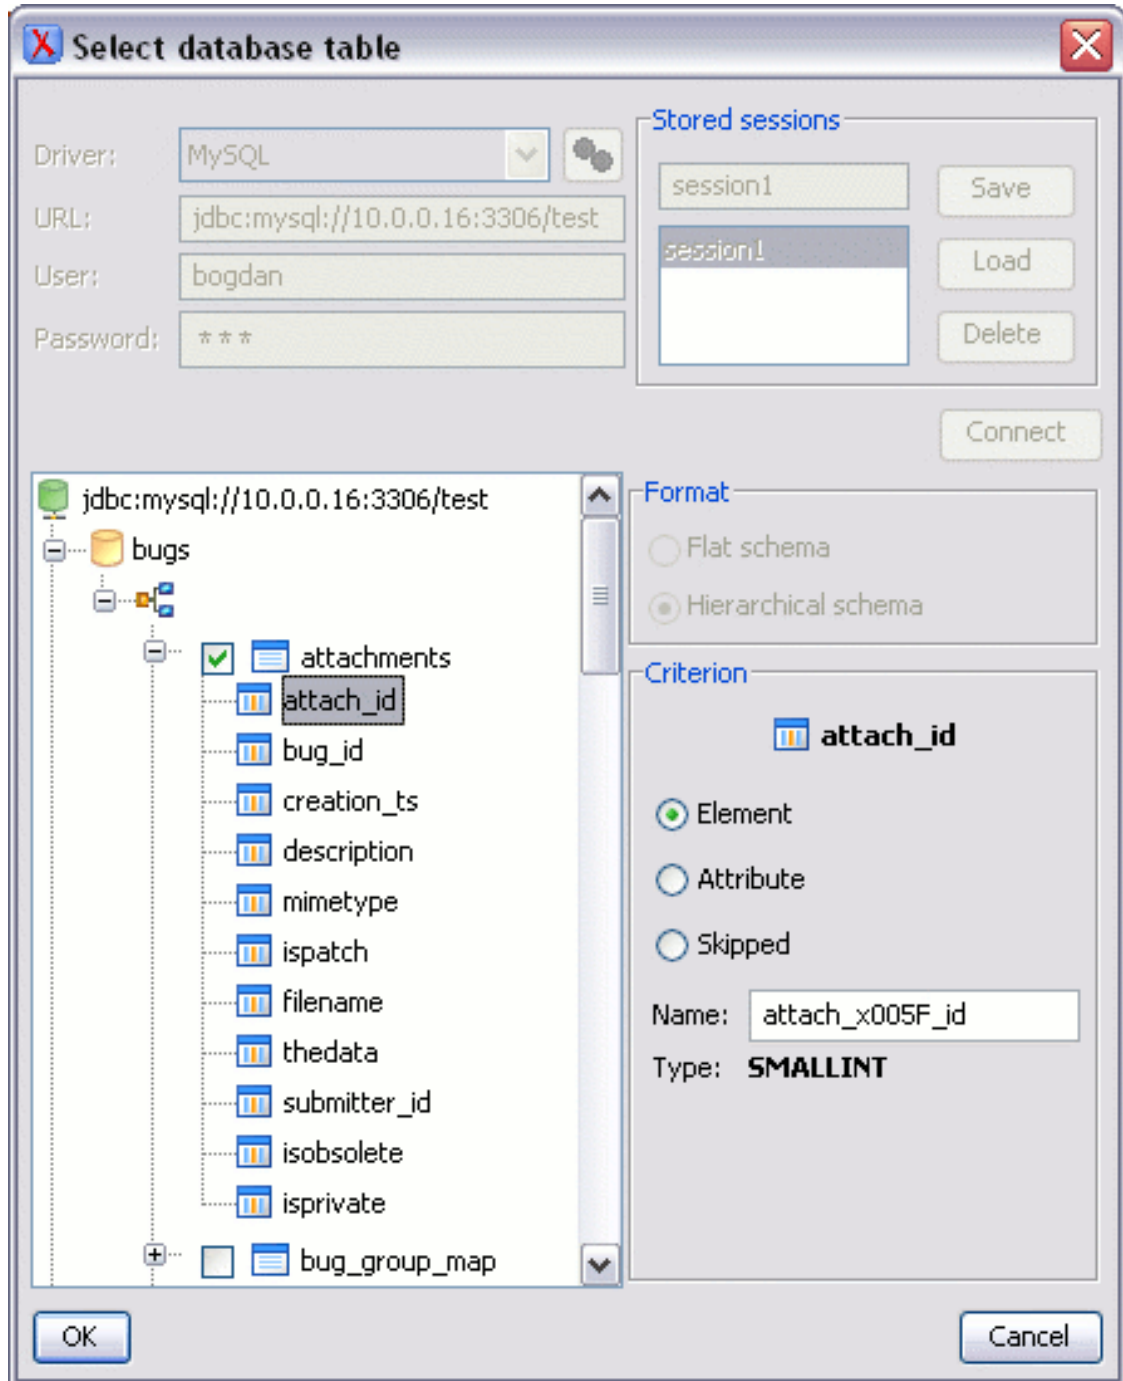 Select database table
Driver:
MySQL
URL:
jdbc:mysql://10.0.0.16:3306/test
User:
bogdan
Password:
***
Stored sessions
session1
Save
session1
Load
Delete
Connect
jdbc:mysql://10.0.0.16:3306/test
bugs
attachments
attach_id
bug_id
creation_ts
description
mimetype
ispatch
filename
thedata
submitter_id
isobsolete
isprivate
bug_group_map
Format
Flat schema
Hierarchical schema
Criterion
attach_id
Element
Attribute
Skipped
Name: attach_x005F_id
Type: SMALLINT
OK
Cancel